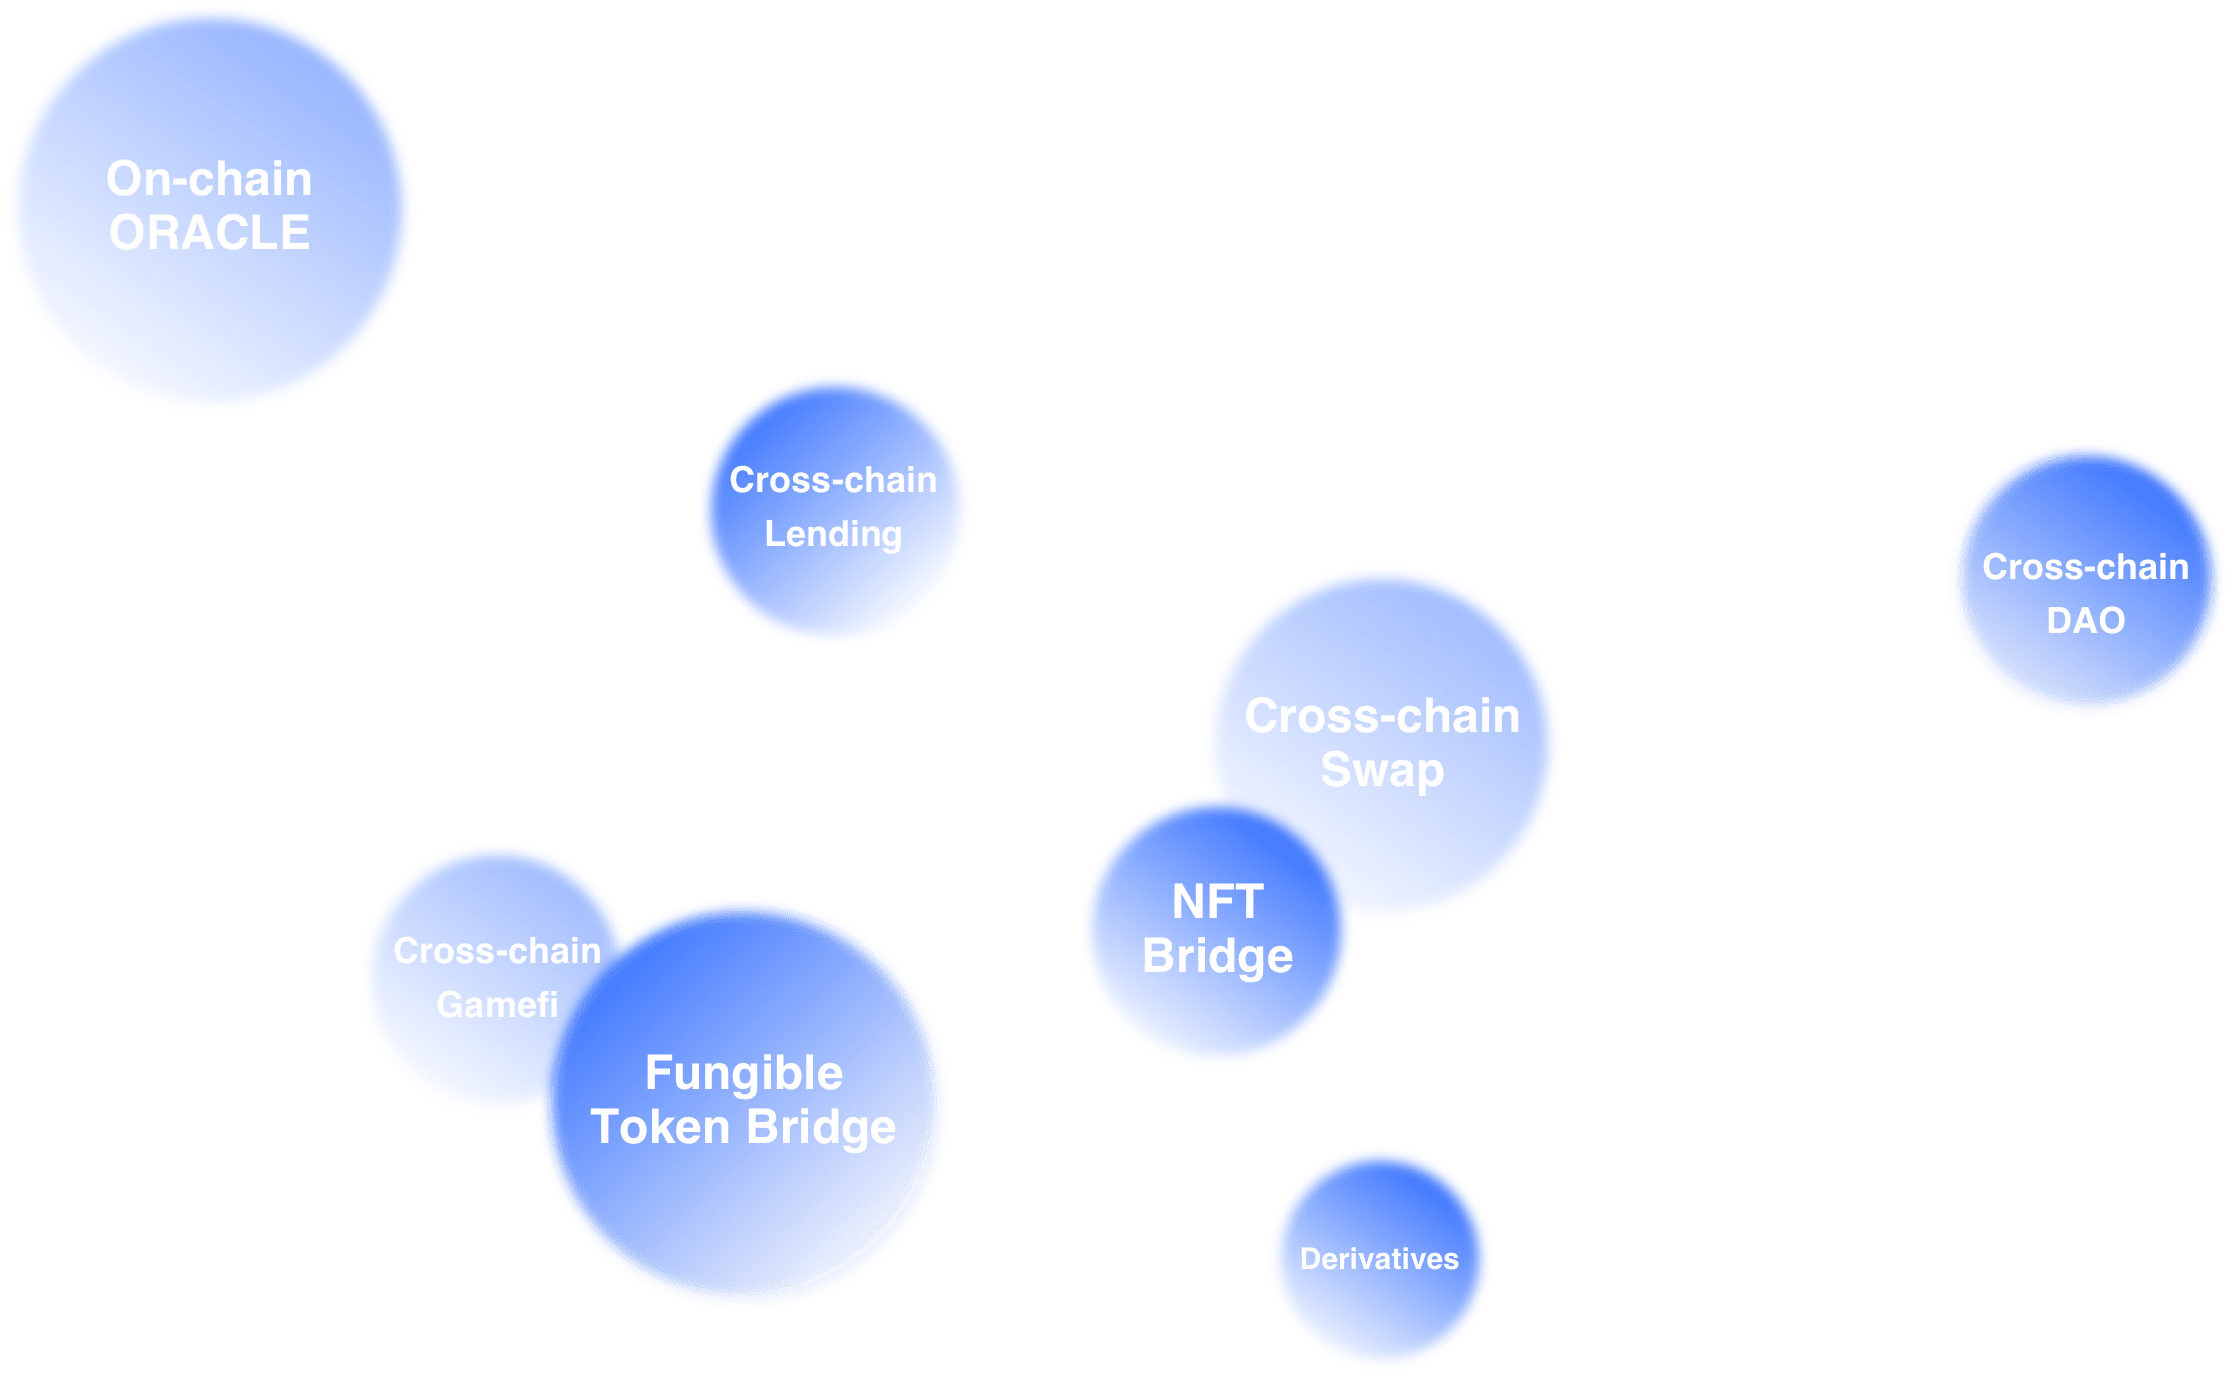 On-chain
ORACLE
Cross-chain
Lending
Cross-chain
DAO
Cross-chain
Swap
NFT
Bridge
Cross-chain
Gamefi
Fungible
Token Bridge
Derivatives